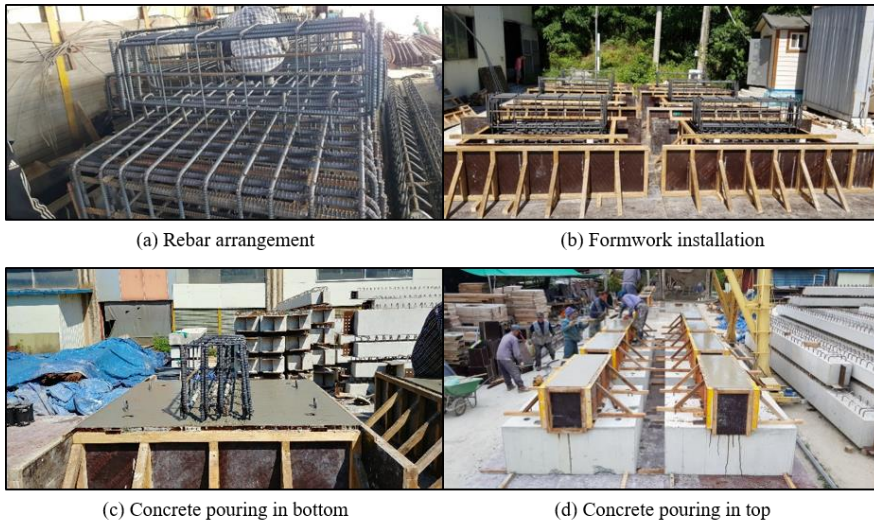 (a) Rebar arrangement
(b) Formwork installation
(c) Concrete pouring in bottom
(d) Concrete pouring in top